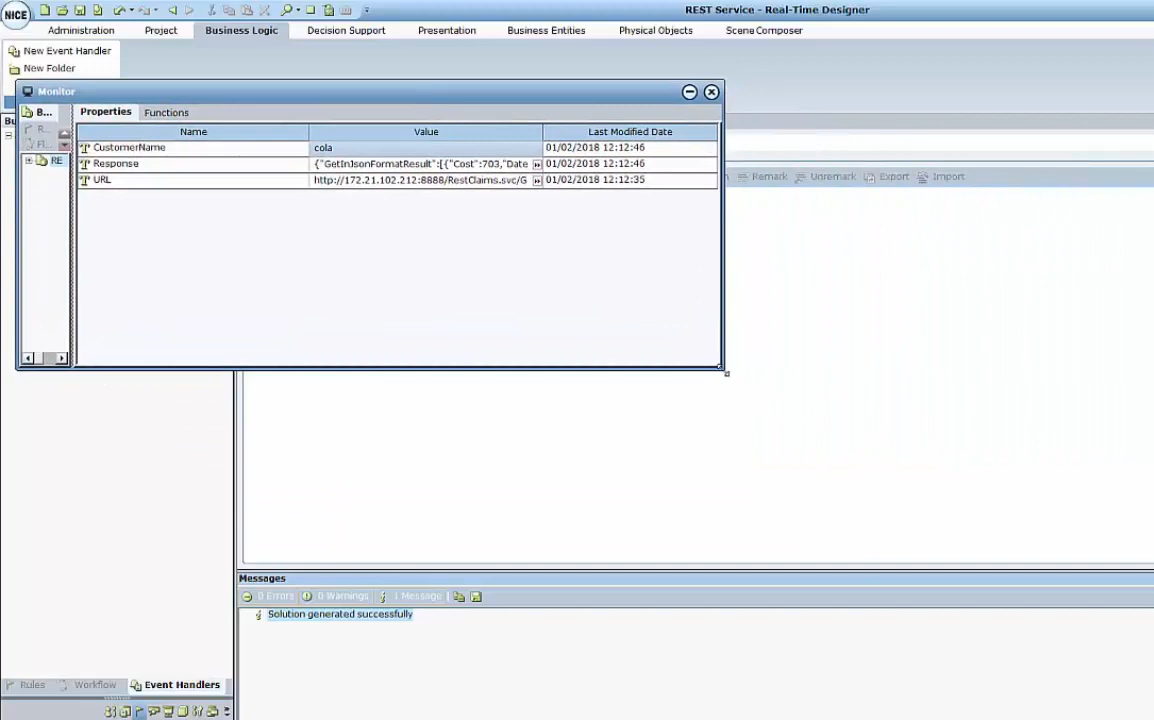 NICE
REST Service - Real-Time Designer
Administration Project Business Logic Decision Support Presentation Business Entities Physical Objects Scene Composer
New Event Handler
New Folder
Monitor
B... Properties Functions
Name Value Last Modified Date
CustomerName cola 01/02/2018 12:12:46
Response {"GetInJsonFormatResult":[{"Cost":703,"Date 01/02/2018 12:12:46
RE URL http://172.21.102.212:8888/RestClaims.svc/G 01/02/2018 12:12:35
Remark Unremark Export Import
Messages
0 Errors 0 Warnings 1 Message
Solution generated successfully
Rules Workflow Event Handlers